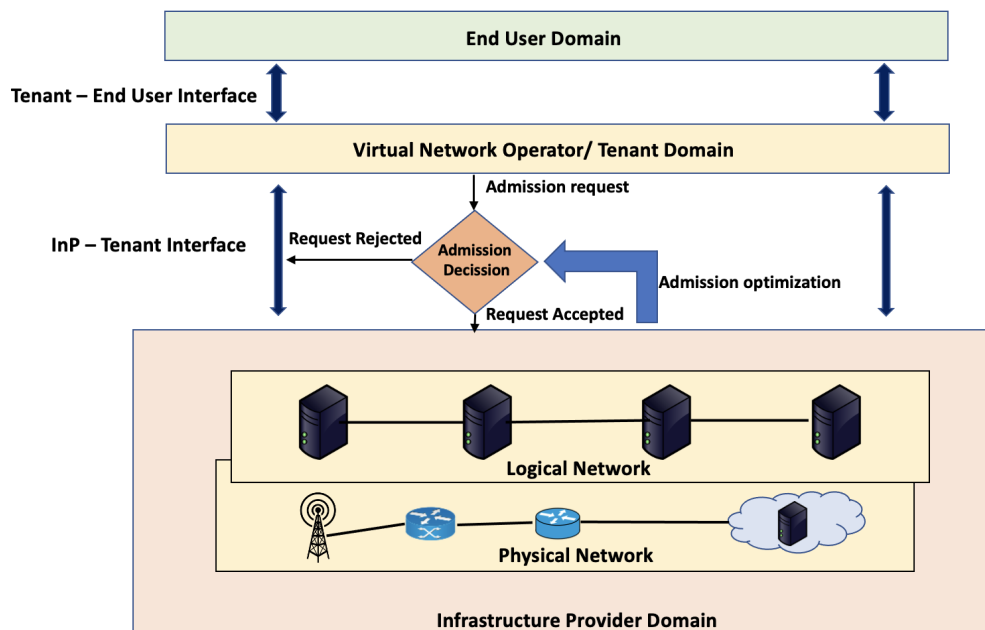 End User Domain
Tenant – End User Interface
Virtual Network Operator/ Tenant Domain
Admission request
InP – Tenant Interface
Request Rejected
Admission
Decission
Admission optimization
Request Accepted
Logical Network
Physical Network
Infrastructure Provider Domain